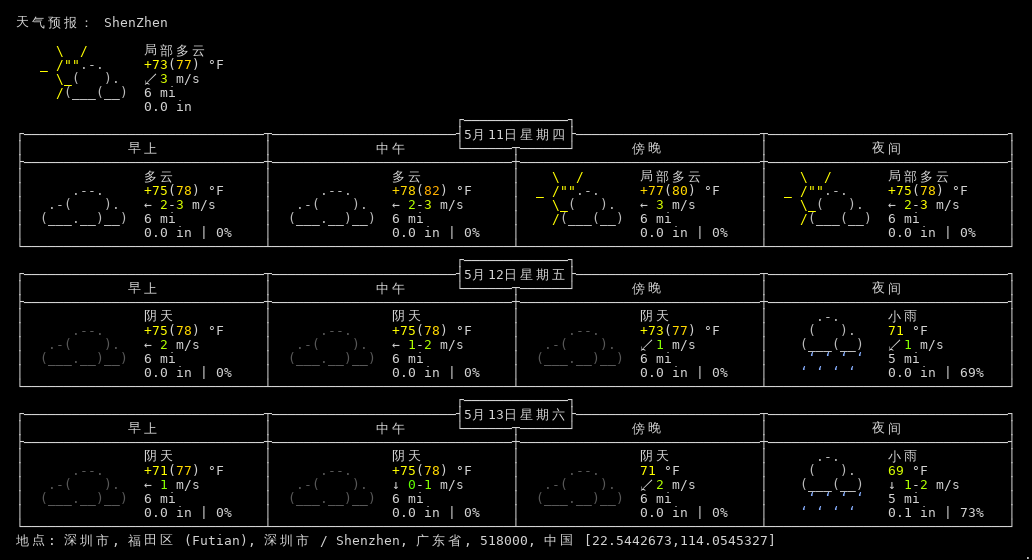 天气预报： ShenZhen
局部多云
+73(77) °F
↙ 3 m/s
6 mi
0.0 in
5月11日星期四
早上 中午 傍晚 夜间
多云 多云 局部多云 局部多云
+75(78) °F +78(82) °F +77(80) °F +75(78) °F
← 2-3 m/s ← 2-3 m/s ← 3 m/s ← 2-3 m/s
6 mi 6 mi 6 mi 6 mi
0.0 in | 0% 0.0 in | 0% 0.0 in | 0% 0.0 in | 0%
5月12日星期五
早上 中午 傍晚 夜间
阴天 阴天 阴天 小雨
+75(78) °F +75(78) °F +73(77) °F 71 °F
← 2 m/s ← 1-2 m/s ↙ 1 m/s ↙ 1 m/s
6 mi 6 mi 6 mi 5 mi
0.0 in | 0% 0.0 in | 0% 0.0 in | 0% 0.0 in | 69%
5月13日星期六
早上 中午 傍晚 夜间
阴天 阴天 阴天 小雨
+71(77) °F +75(78) °F 71 °F 69 °F
← 1 m/s ↓ 0-1 m/s ↙ 2 m/s ↓ 1-2 m/s
6 mi 6 mi 6 mi 5 mi
0.0 in | 0% 0.0 in | 0% 0.0 in | 0% 0.1 in | 73%
地点: 深圳市, 福田区 (Futian), 深圳市 / Shenzhen, 广东省, 518000, 中国 [22.5442673,114.0545327]